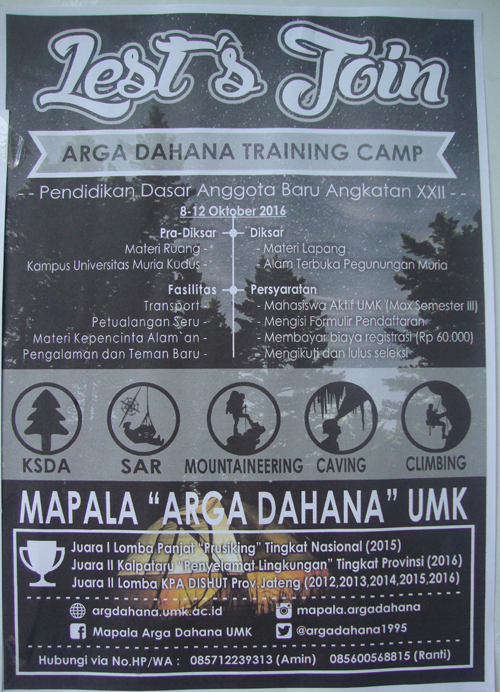 Lest's Join
ARGA DAHANA TRAINING CAMP
-- Pendidikan Dasar Anggota Baru Angkatan XXII --
8-12 Oktober 2016
Pra-Diksar
Materi Ruang -
Kampus Universitas Muria Kudus -
Diksar
- Materi Lapang
- Alam Terbuka Pegunungan Muria
Fasilitas
Transport -
Petualangan Seru -
Materi Kepencinta Alam'an -
Pengalaman dan Teman Baru -
Persyaratan
- Mahasiswa Aktif UMK (Max Semester III)
- Mengisi Formulir Pendaftaran
- Membayar biaya registrasi (Rp 60.000)
- Mengikuti dan lulus seleksi
KSDA
SAR
MOUNTAINEERING
CAVING
CLIMBING
MAPALA "ARGA DAHANA" UMK
Juara I Lomba Panjat "Prusiking" Tingkat Nasional (2015)
Juara II Kalpataru "Penyelamat Lingkungan" Tingkat Provinsi (2016)
Juara II Lomba KPA DISHUT Prov.Jateng (2012,2013,2014,2015,2016)
argdahana.umk.ac.id
mapala.argadahana
Mapala Arga Dahana UMK
@argadahana1995
Hubungi via No.HP/WA : 085712239313 (Amin) 085600568815 (Ranti)